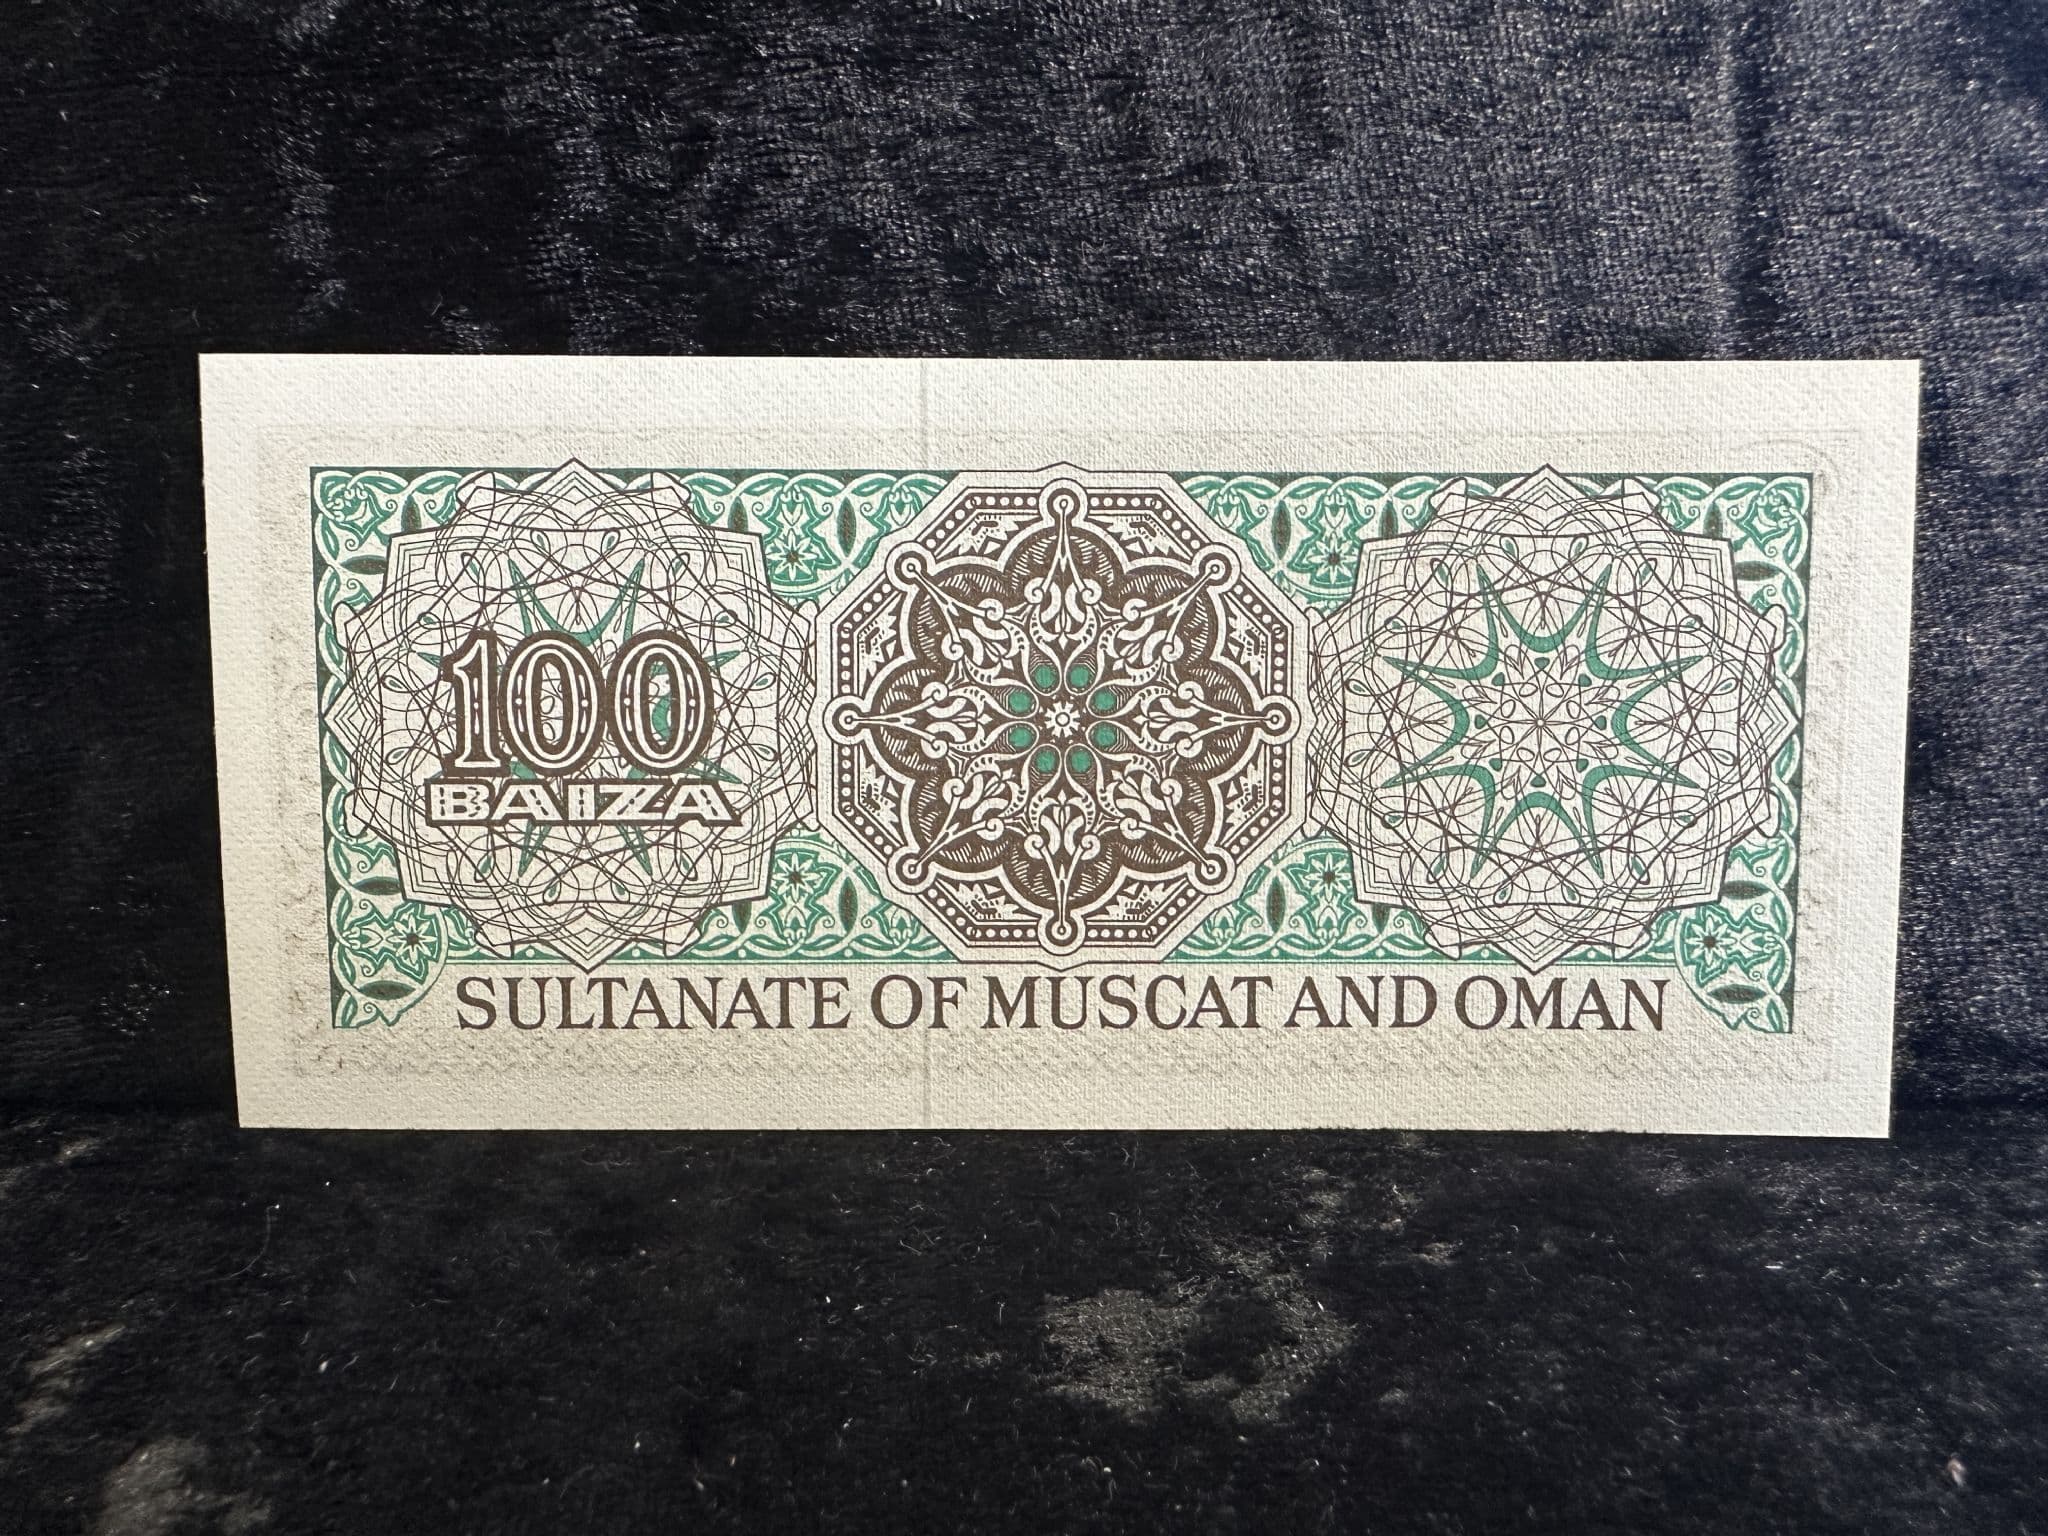 100
BAIZA
SULTANATE OF MUSCAT AND OMAN